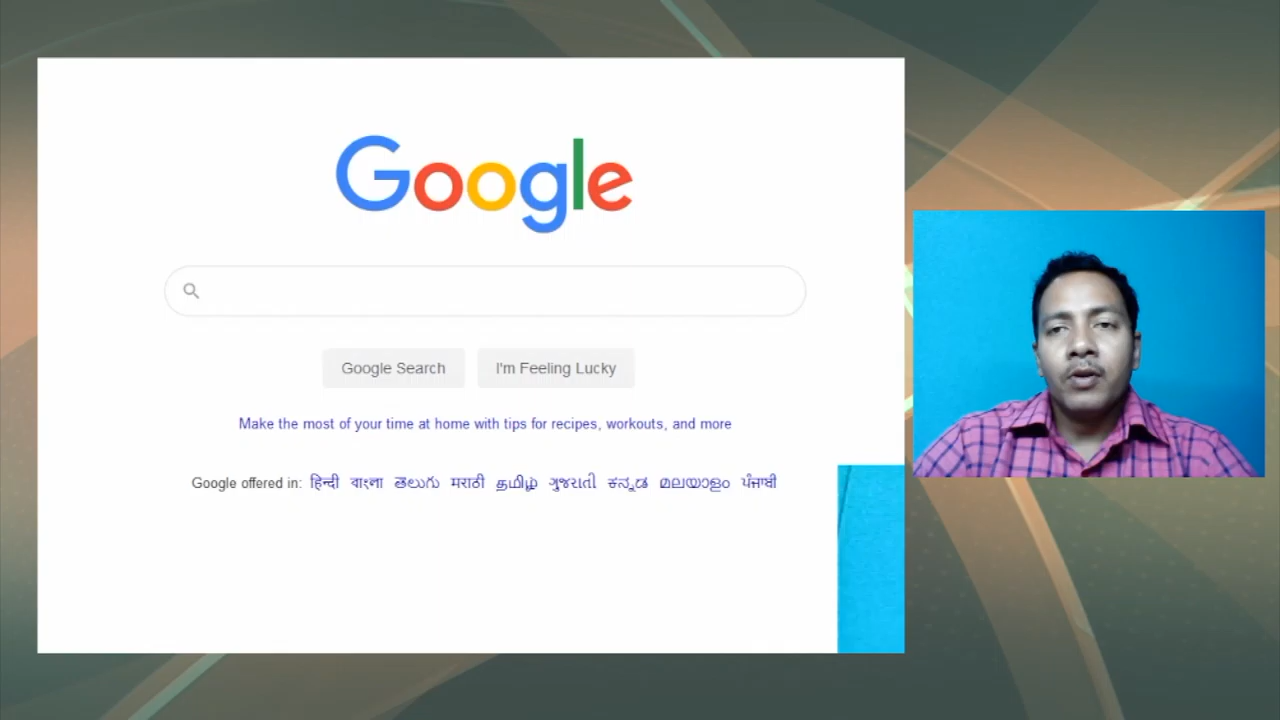 Google
Google Search I'm Feeling Lucky
Make the most of your time at home with tips for recipes, workouts, and more
Google offered in: हिन्दी বাংলা తెలుగు मराठी தமிழ் ગુજરાતી ಕನ್ನಡ മലയാളം ਪੰਜਾਬੀ